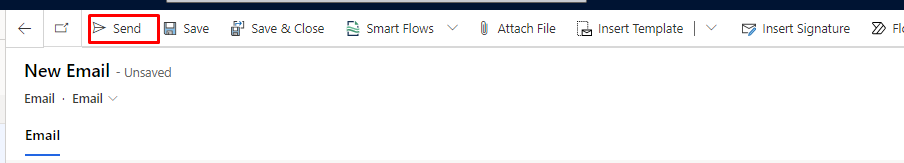 Send Save Save & Close Smart Flows Attach File Insert Template Insert Signature
New Email - Unsaved
Email · Email
Email